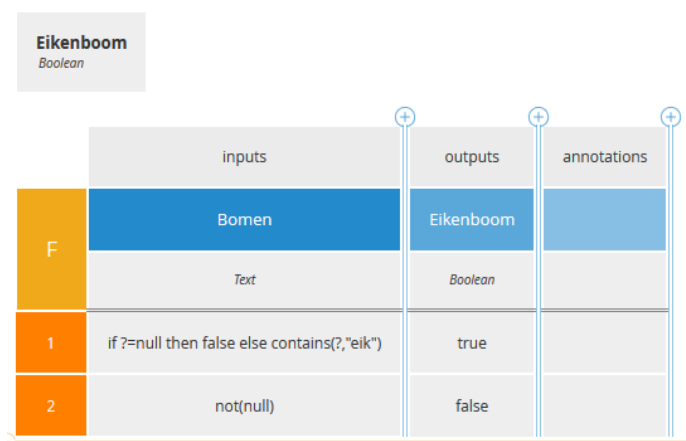 Eikenboom
Boolean
inputs outputs annotations
F Bomen Eikenboom
Text Boolean
1 if ?=null then false else contains(?,"eik") true
2 not(null) false